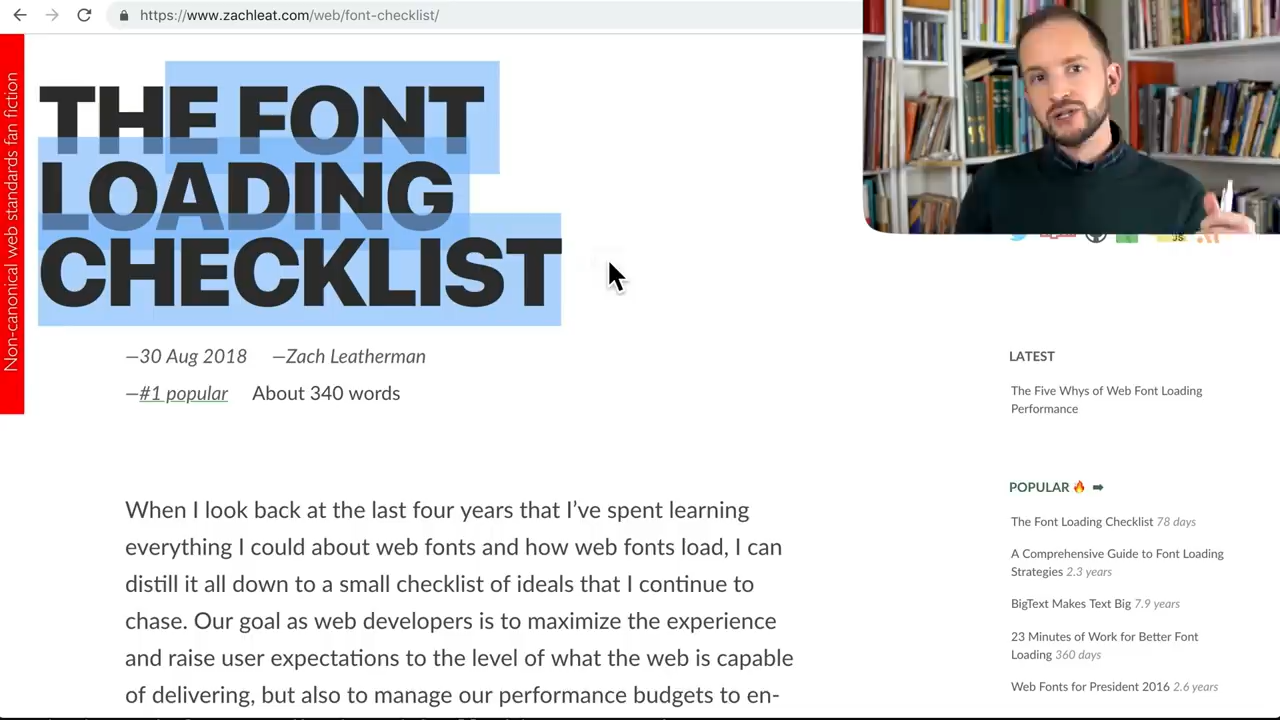 https://www.zachleat.com/web/font-checklist/
Non-canonical web standards fan fiction
THE FONT
LOADING
CHECKLIST
—30 Aug 2018 —Zach Leatherman
—#1 popular About 340 words
When I look back at the last four years that I’ve spent learning
everything I could about web fonts and how web fonts load, I can
distill it all down to a small checklist of ideals that I continue to
chase. Our goal as web developers is to maximize the experience
and raise user expectations to the level of what the web is capable
of delivering, but also to manage our performance budgets to en-
JS
LATEST
The Five Whys of Web Font Loading
Performance
POPULAR 🔥 ➡
The Font Loading Checklist 78 days
A Comprehensive Guide to Font Loading
Strategies 2.3 years
BigText Makes Text Big 7.9 years
23 Minutes of Work for Better Font
Loading 360 days
Web Fonts for President 2016 2.6 years